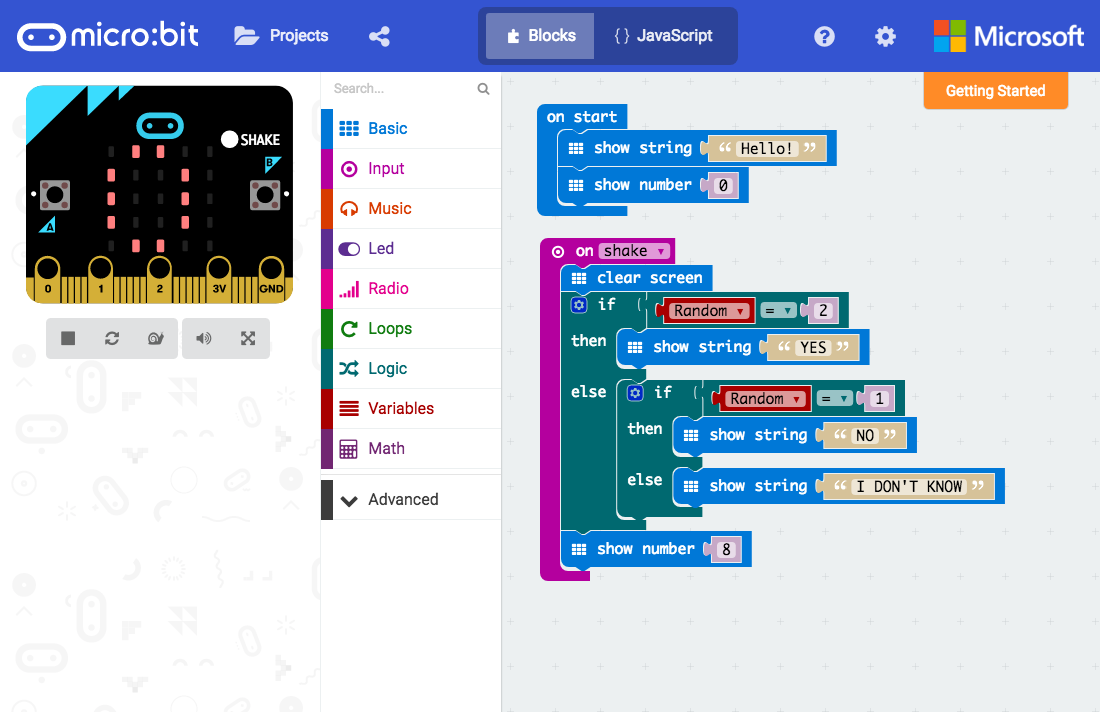 micro:bit Projects Blocks { } JavaScript ? Microsoft
Getting Started
SHAKE
B
A
0 1 2 3V GND
Search...
Basic
Input
Music
Led
Radio
Loops
Logic
Variables
Math
Advanced
on start
show string “ Hello! ”
show number 0
on shake
clear screen
if Random = 2
then show string “ YES ”
else if Random = 1
then show string “ NO ”
else show string “ I DON'T KNOW ”
show number 8